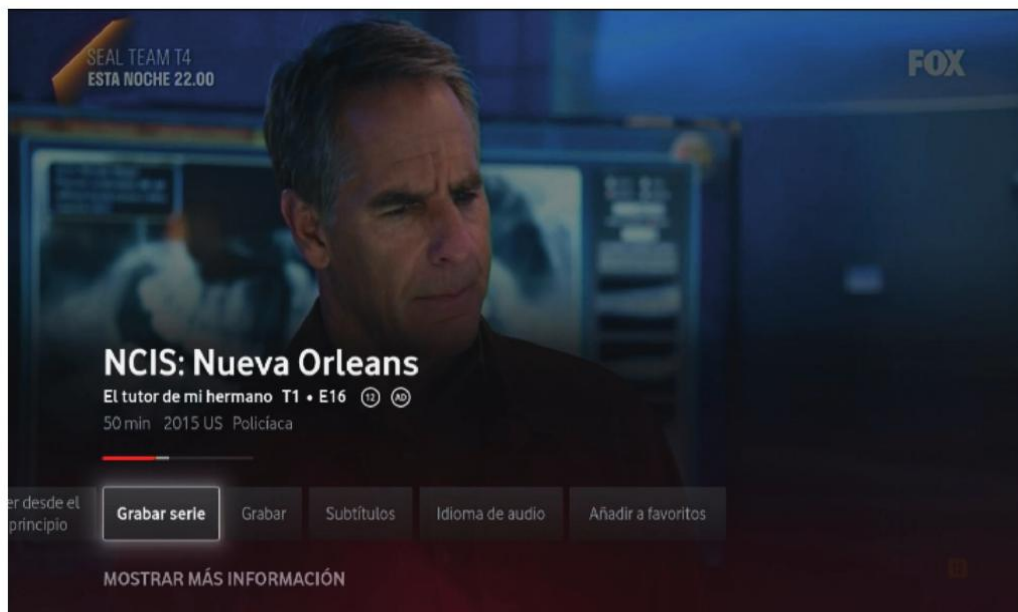 SEAL TEAM T4
ESTA NOCHE 22.00
FOX
NCIS: Nueva Orleans
El tutor de mi hermano T1 • E16 12 AD
50 min 2015 US Policíaca
er desde el
principio
Grabar serie
Grabar
Subtítulos
Idioma de audio
Añadir a favoritos
MOSTRAR MÁS INFORMACIÓN